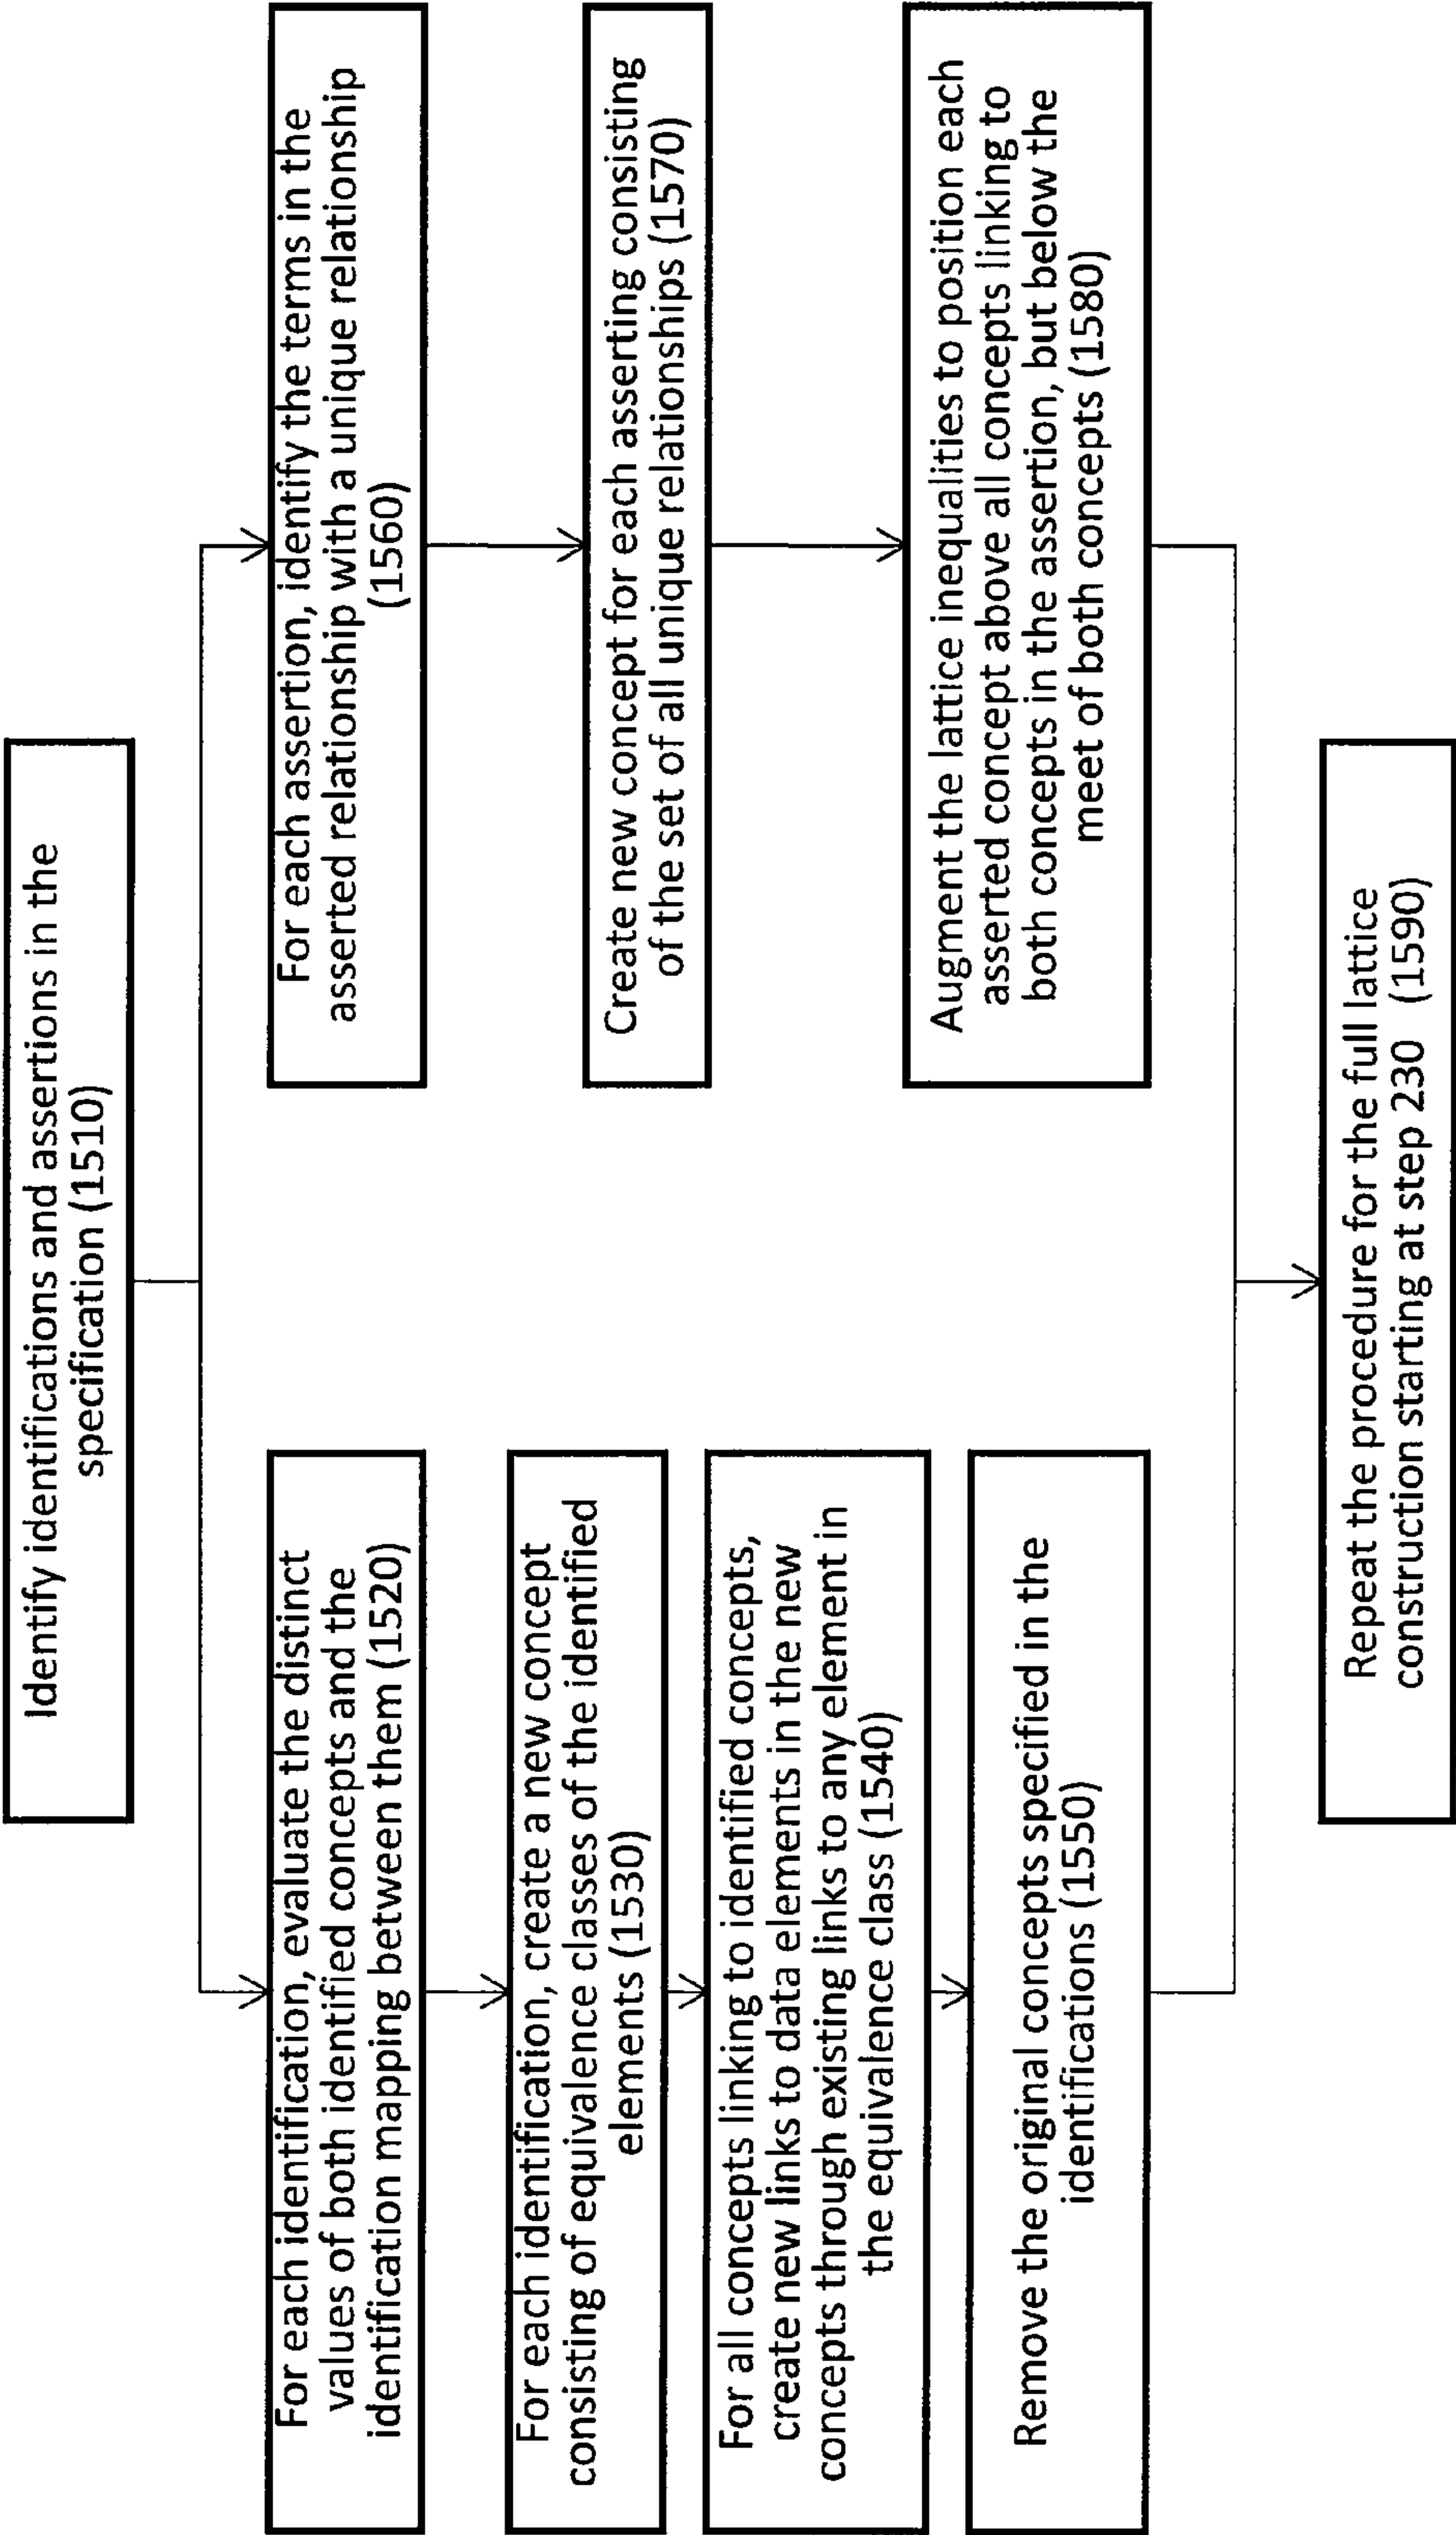 Identify identifications and assertions in the
specification (1510)
For each identification, evaluate the distinct
values of both identified concepts and the
identification mapping between them (1520)
For each identification, create a new concept
consisting of equivalence classes of the identified
elements (1530)
For all concepts linking to identified concepts,
create new links to data elements in the new
concepts through existing links to any element in
the equivalence class (1540)
Remove the original concepts specified in the
identifications (1550)
For each assertion, identify the terms in the
asserted relationship with a unique relationship
(1560)
Create new concept for each asserting consisting
of the set of all unique relationships (1570)
Augment the lattice inequalities to position each
asserted concept above all concepts linking to
both concepts in the assertion, but below the
meet of both concepts (1580)
Repeat the procedure for the full lattice
construction starting at step 230 (1590)